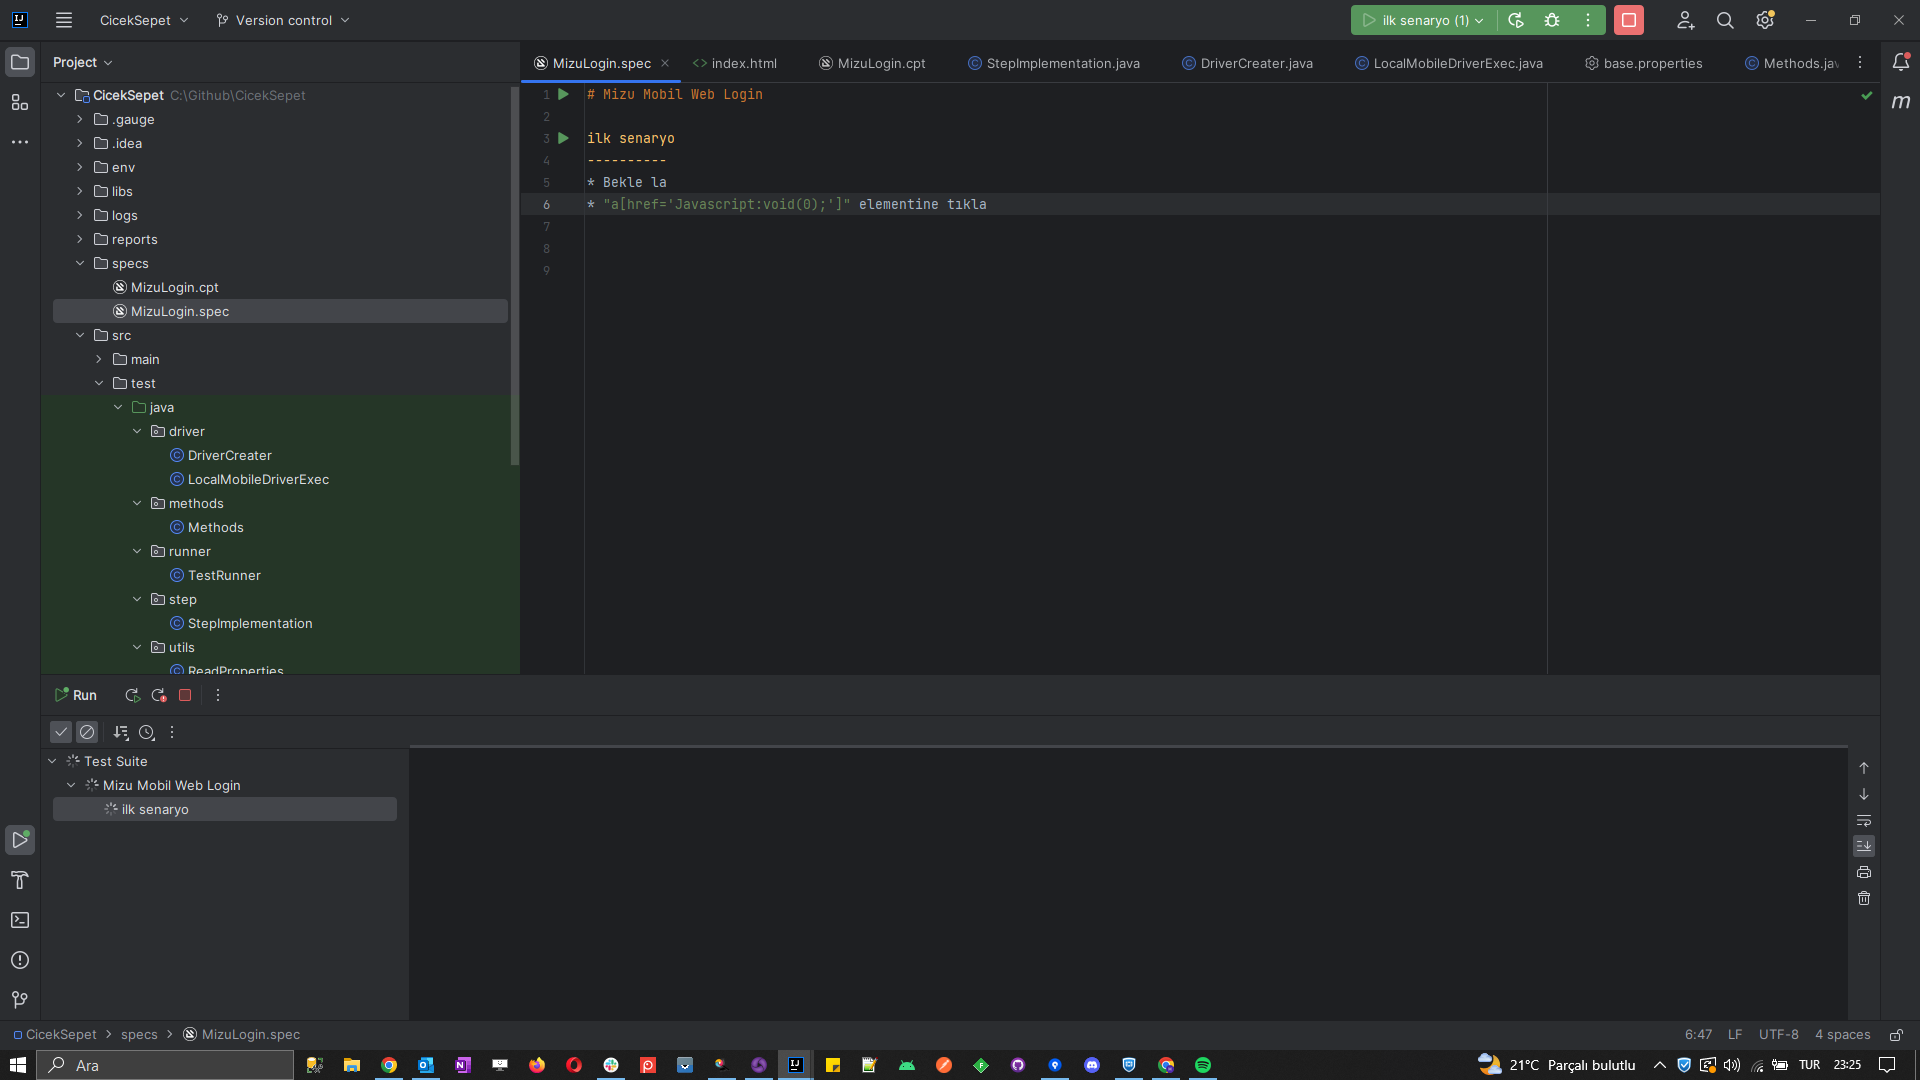 CicekSepet
Version control
ilk senaryo (1)
Project
MizuLogin.spec
index.html
MizuLogin.cpt
StepImplementation.java
DriverCreater.java
LocalMobileDriverExec.java
base.properties
Methods.jav
CicekSepet C:\Github\CicekSepet
.gauge
.idea
env
libs
logs
reports
specs
MizuLogin.cpt
MizuLogin.spec
src
main
test
java
driver
DriverCreater
LocalMobileDriverExec
methods
Methods
runner
TestRunner
step
StepImplementation
utils
ReadProperties
1 # Mizu Mobil Web Login
2
3 ilk senaryo
4 ----------
5 * Bekle la
6 * "a[href='Javascript:void(0);']" elementine tıkla
7
8
9
Run
Test Suite
Mizu Mobil Web Login
ilk senaryo
CicekSepet > specs > MizuLogin.spec
6:47 LF UTF-8 4 spaces
Ara
21°C Parçalı bulutlu
TUR
23:25